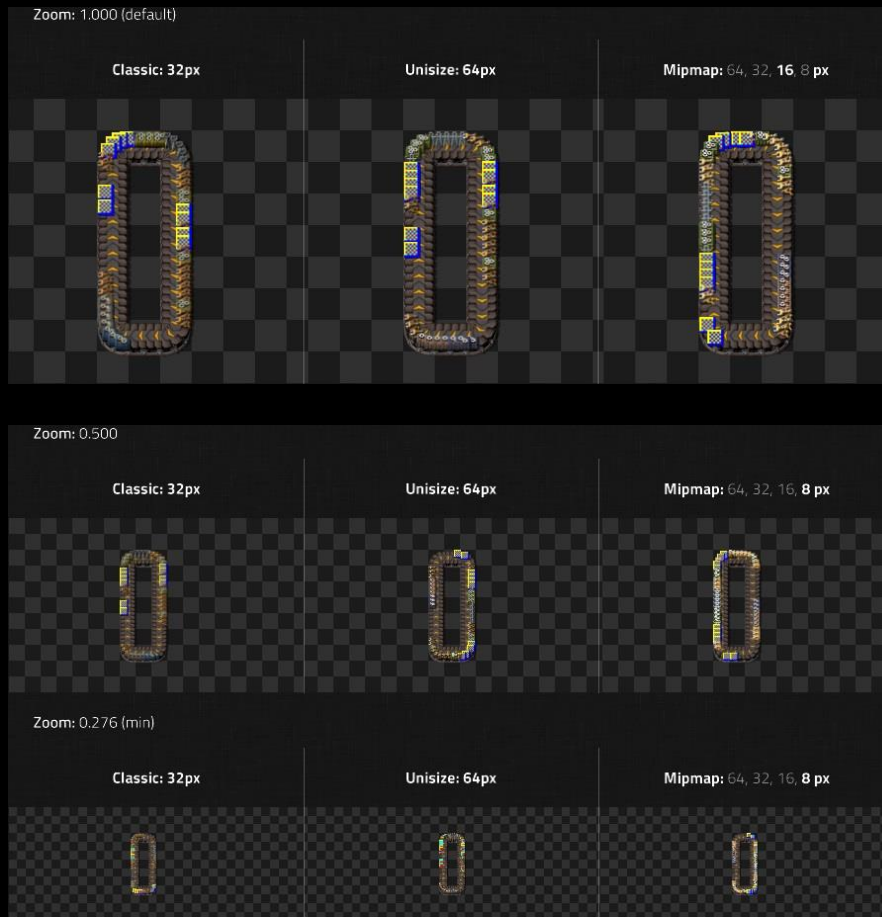 Zoom: 1.000 (default)
Classic: 32px
Unisize: 64px
Mipmap: 64, 32, 16, 8 px
Zoom: 0.500
Classic: 32px
Unisize: 64px
Mipmap: 64, 32, 16, 8 px
Zoom: 0.276 (min)
Classic: 32px
Unisize: 64px
Mipmap: 64, 32, 16, 8 px